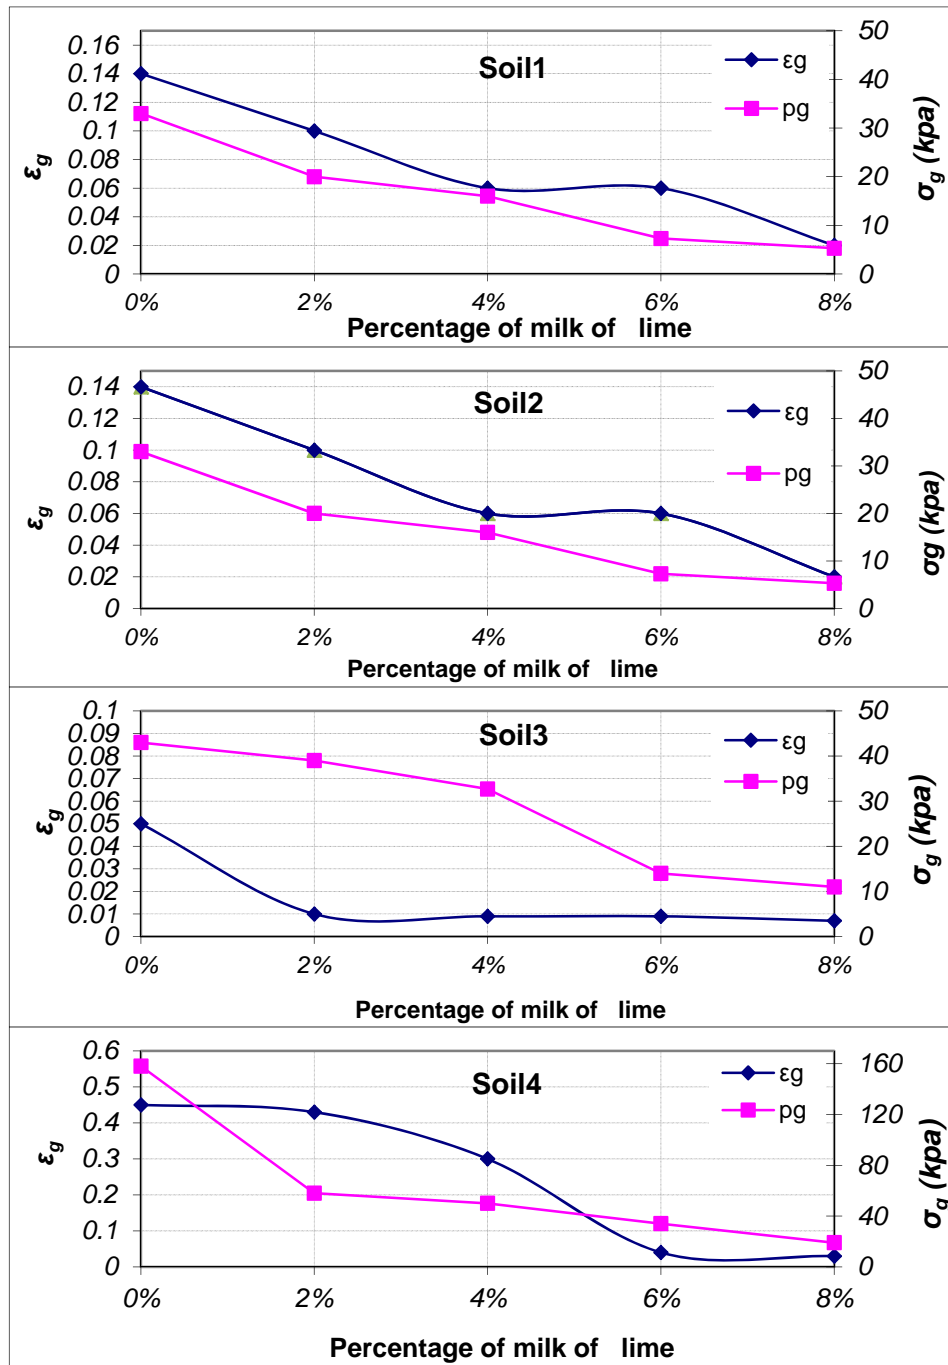 Soil1
εg
pg
0.16
0.14
0.12
0.1
0.08
0.06
0.04
0.02
0
εg
50
40
30
20
10
0
σg (kpa)
0% 2% 4% 6% 8%
Percentage of milk of lime
Soil2
εg
pg
0.14
0.12
0.1
0.08
0.06
0.04
0.02
0
εg
50
40
30
20
10
0
σg (kpa)
0% 2% 4% 6% 8%
Percentage of milk of lime
Soil3
εg
pg
0.1
0.09
0.08
0.07
0.06
0.05
0.04
0.03
0.02
0.01
0
εg
50
40
30
20
10
0
σg (kpa)
0% 2% 4% 6% 8%
Percentage of milk of lime
Soil4
εg
pg
0.6
0.5
0.4
0.3
0.2
0.1
0
εg
160
120
80
40
0
σg (kpa)
0% 2% 4% 6% 8%
Percentage of milk of lime